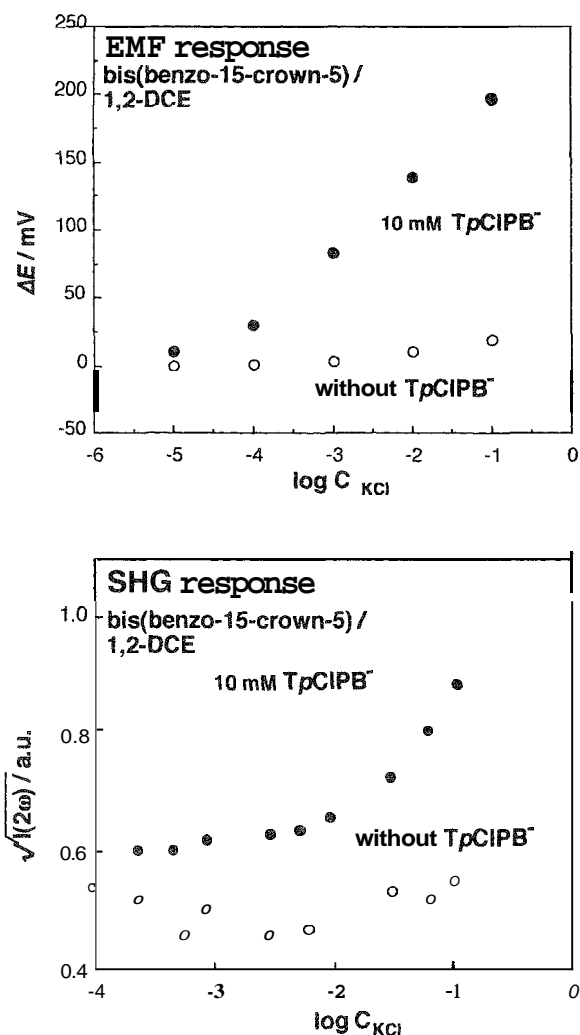 EMF response
bis(benzo-15-crown-5)/
1,2-DCE
250
200
150
100
50
0
-50
ΔE / mV
10 mM TpClPB⁻
without TpClPB⁻
-6 -5 -4 -3 -2 -1 0
log C KCl
SHG response
bis(benzo-15-crown-5)/
1,2-DCE
10 mM TpClPB⁻
1.0
0.8
0.6
0.4
√I(2ω) / a.u.
without TpClPB⁻
-4 -3 -2 -1 0
log C KCl